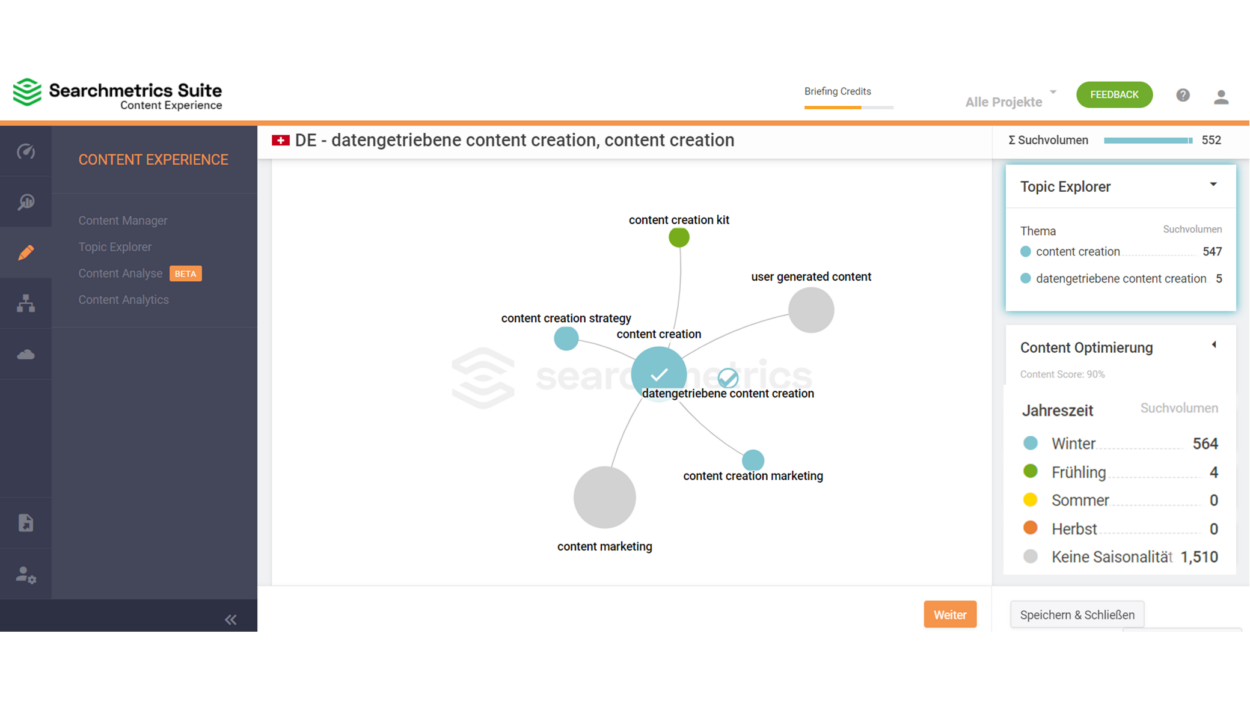 Searchmetrics Suite
Content Experience
Briefing Credits
Alle Projekte
FEEDBACK
?
CONTENT EXPERIENCE
Content Manager
Topic Explorer
Content Analyse BETA
Content Analytics
DE - datengetriebene content creation, content creation
content creation kit
user generated content
content creation strategy
content creation
searchmetrics
datengetriebene content creation
content creation marketing
content marketing
Weiter
Σ Suchvolumen 552
Topic Explorer
Thema Suchvolumen
content creation 547
datengetriebene content creation 5
Content Optimierung
Content Score: 90%
Jahreszeit Suchvolumen
Winter 564
Frühling 4
Sommer 0
Herbst 0
Keine Saisonalität 1,510
Speichern & Schließen